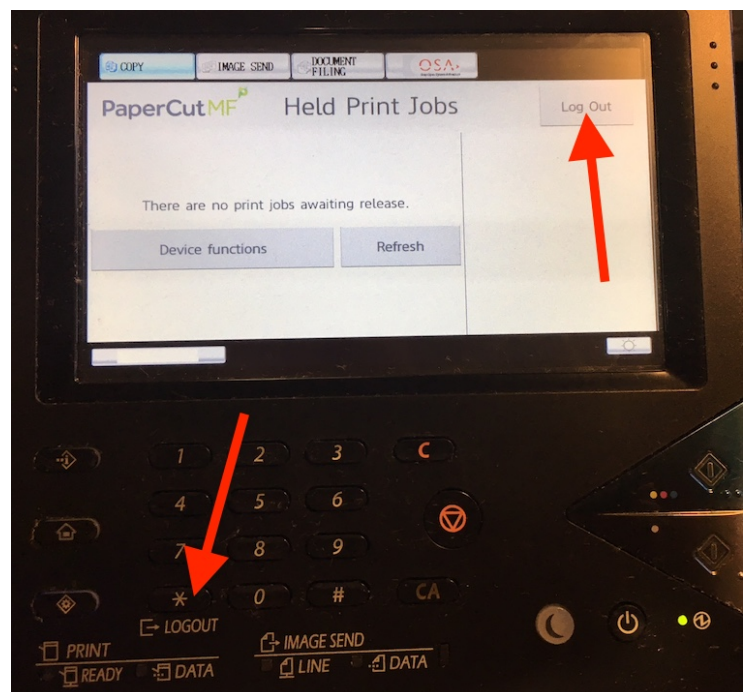 COPY IMAGE SEND DOCUMENT FILING OSA
PaperCutMF Held Print Jobs Log Out
There are no print jobs awaiting release.
Device functions Refresh
1 2 3 C
4 5 6
7 8 9
* 0 # CA
LOGOUT
PRINT IMAGE SEND
READY DATA LINE DATA